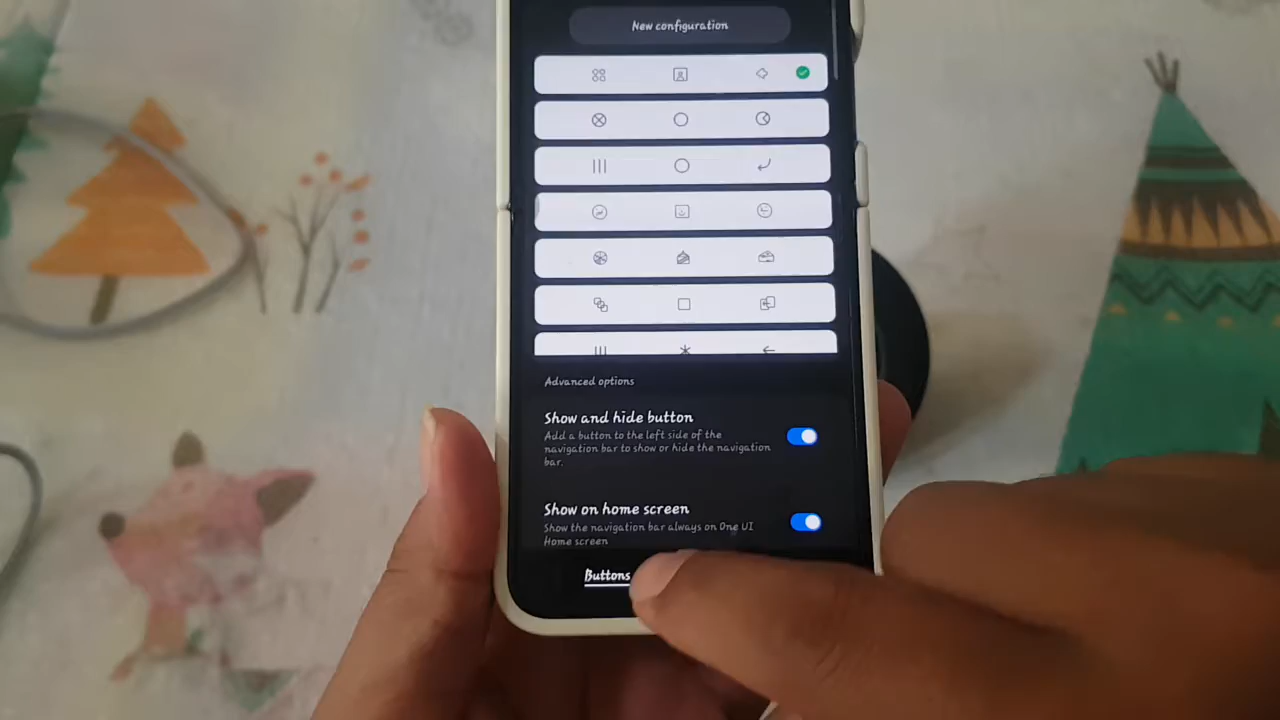 New configuration
Advanced options
Show and hide button
Add a button to the left side of the
navigation bar to show or hide the navigation
bar.
Show on home screen
Show the navigation bar always on One UI
Home screen
Buttons